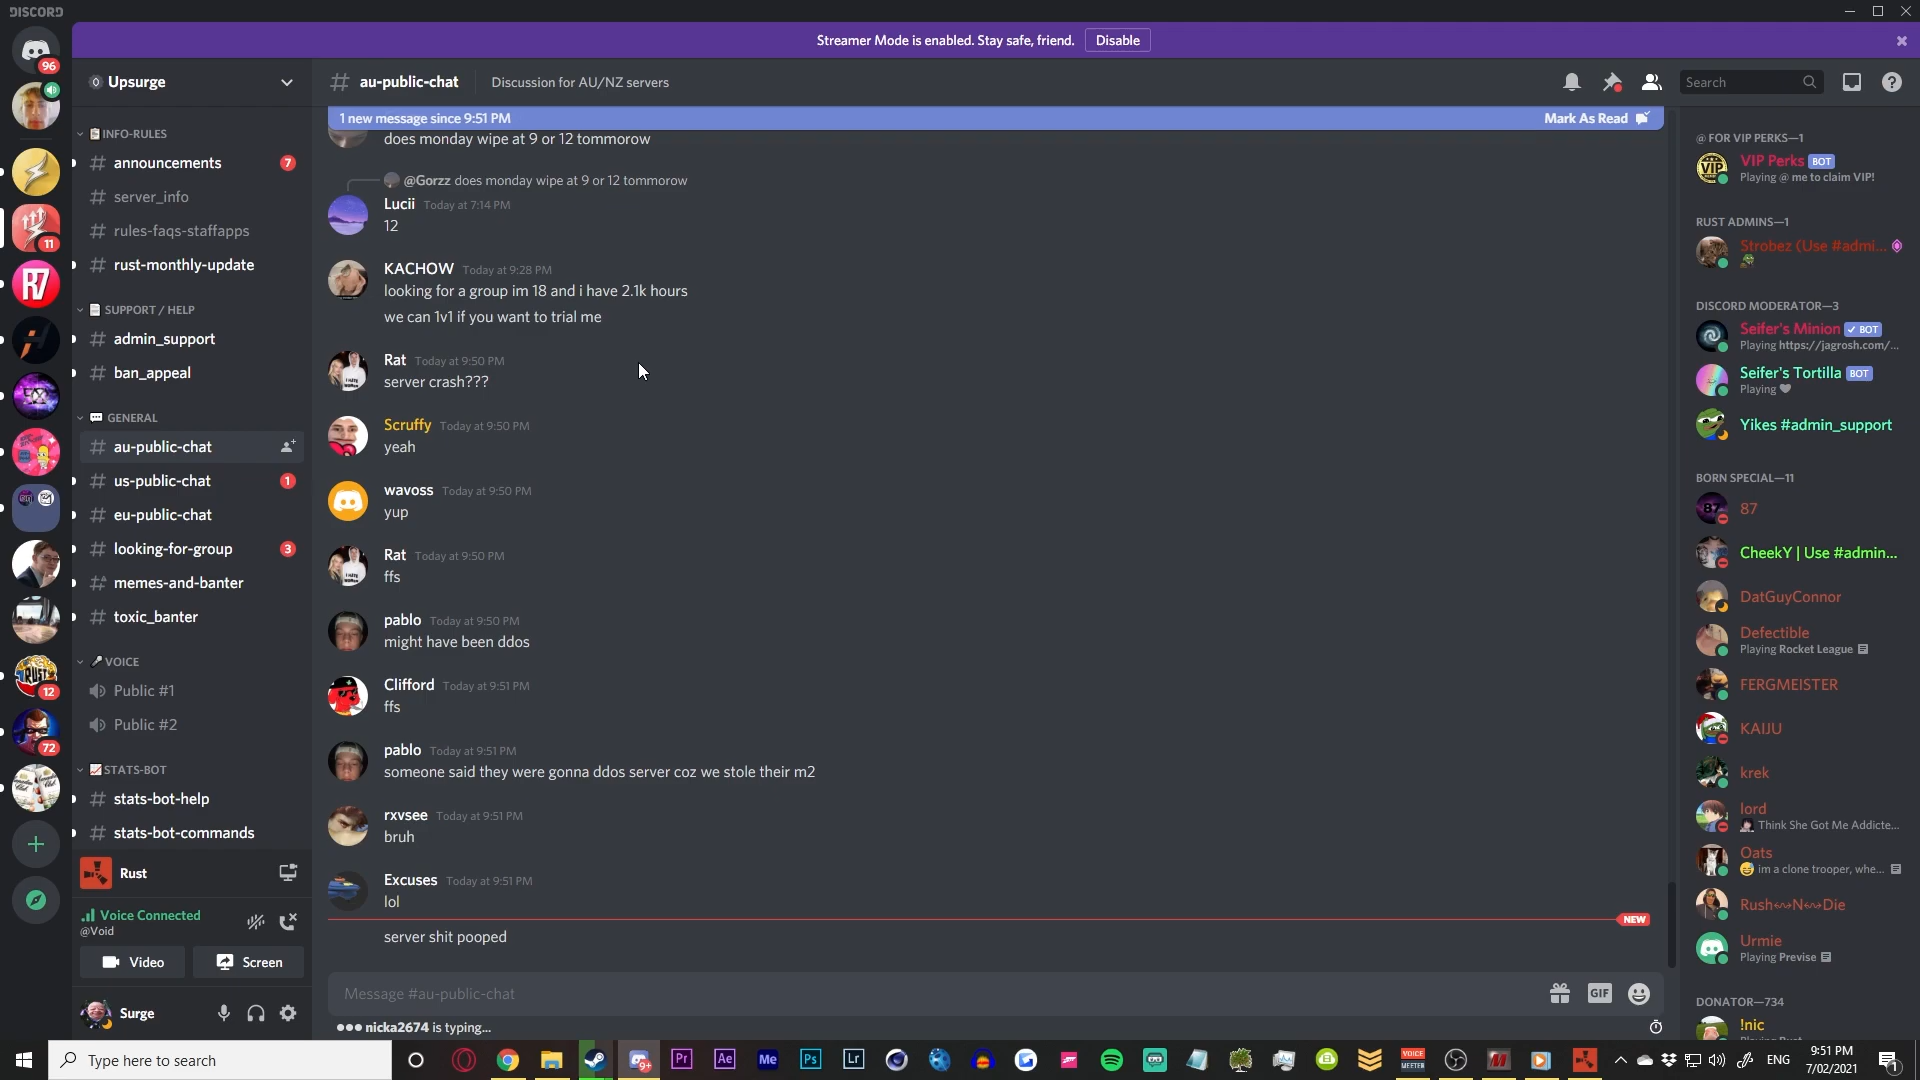 DISCORD
Streamer Mode is enabled. Stay safe, friend.
Disable
96
11
12
72
Upsurge
INFO-RULES
announcements
7
server_info
rules-faqs-staffapps
rust-monthly-update
SUPPORT / HELP
admin_support
ban_appeal
GENERAL
au-public-chat
us-public-chat
1
eu-public-chat
looking-for-group
3
memes-and-banter
toxic_banter
VOICE
Public #1
Public #2
STATS-BOT
stats-bot-help
stats-bot-commands
Rust
Voice Connected
@Void
Video
Screen
Surge
au-public-chat
Discussion for AU/NZ servers
Search
1 new message since 9:51 PM
Mark As Read
does monday wipe at 9 or 12 tommorow
@Gorzz does monday wipe at 9 or 12 tommorow
Lucii Today at 7:14 PM
12
KACHOW Today at 9:28 PM
looking for a group im 18 and i have 2.1k hours
we can 1v1 if you want to trial me
Rat Today at 9:50 PM
server crash???
Scruffy Today at 9:50 PM
yeah
wavoss Today at 9:50 PM
yup
Rat Today at 9:50 PM
ffs
pablo Today at 9:50 PM
might have been ddos
Clifford Today at 9:51 PM
ffs
pablo Today at 9:51 PM
someone said they were gonna ddos server coz we stole their m2
rxvsee Today at 9:51 PM
bruh
Excuses Today at 9:51 PM
lol
NEW
server shit pooped
Message #au-public-chat
GIF
nicka2674 is typing...
@ FOR VIP PERKS—1
VIP Perks BOT
Playing @ me to claim VIP!
RUST ADMINS—1
Strobez (Use #admi...
DISCORD MODERATOR—3
Seifer's Minion BOT
Playing https://jagrosh.com/...
Seifer's Tortilla BOT
Playing
Yikes #admin_support
BORN SPECIAL—11
87
CheekY | Use #admin...
DatGuyConnor
Defectible
Playing Rocket League
FERGMEISTER
KAIJU
krek
lord
Think She Got Me Addicte...
Oats
im a clone trooper, whe...
Rush N Die
Urmie
Playing Previse
DONATOR—734
!nic
Type here to search
Pr
Ae
Me
Ps
Lr
ENG
9:51 PM
7/02/2021
1